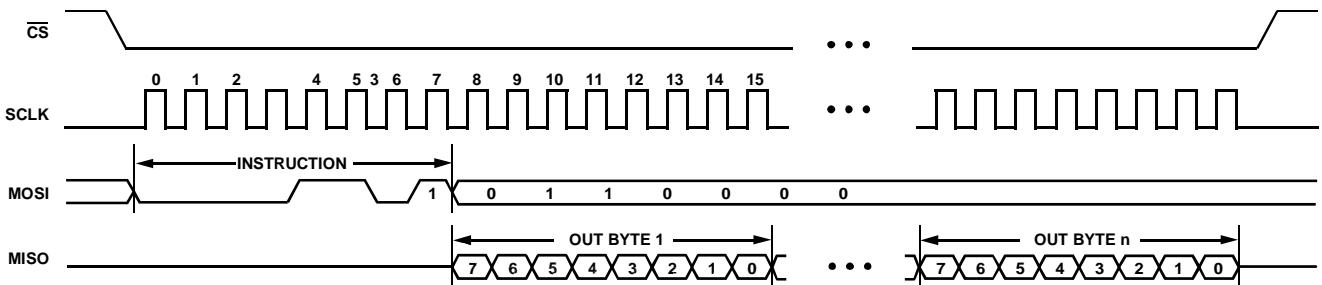 CS
0 1 2 4 5 3 6 7 8 9 10 11 12 13 14 15
SCLK
INSTRUCTION
MOSI
1 0 1 1 0 0 0 0
OUT BYTE 1
OUT BYTE n
MISO
7 6 5 4 3 2 1 0
7 6 5 4 3 2 1 0